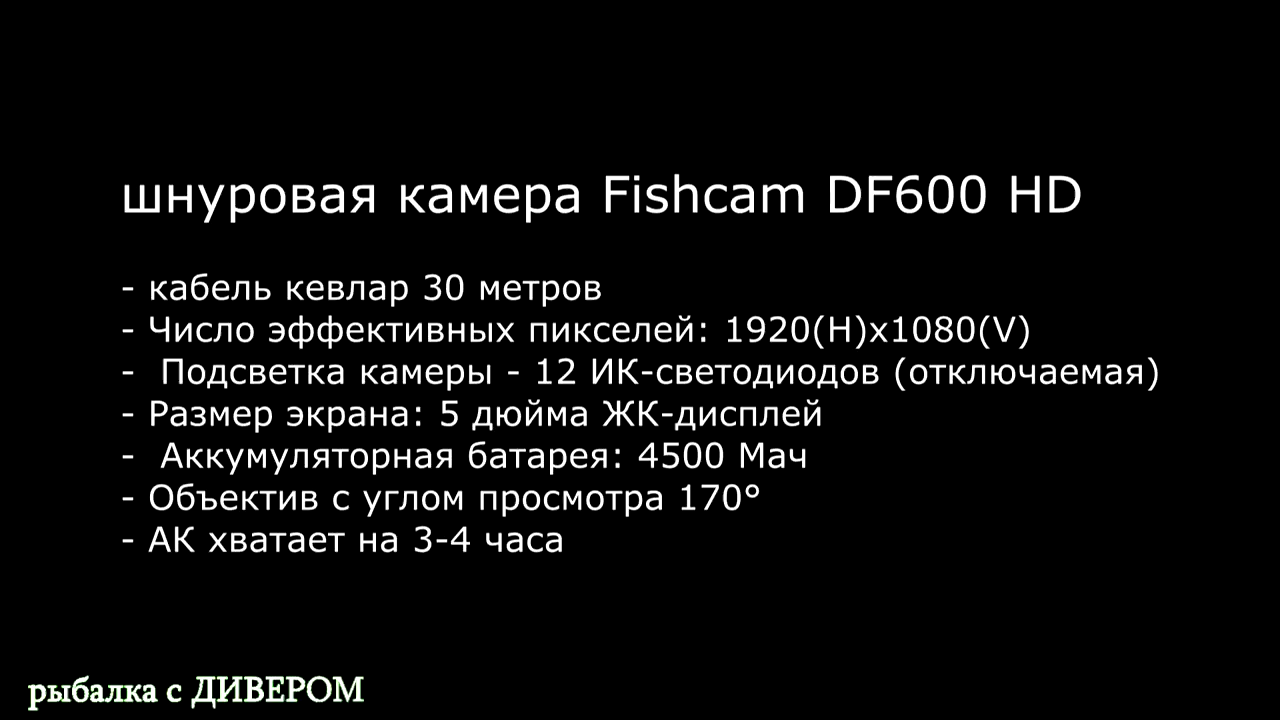 шнуровая камера Fishcam DF600 HD
- кабель кевлар 30 метров
- Число эффективных пикселей: 1920(H)x1080(V)
- Подсветка камеры - 12 ИК-светодиодов (отключаемая)
- Размер экрана: 5 дюйма ЖК-дисплей
- Аккумуляторная батарея: 4500 Мач
- Объектив с углом просмотра 170°
- АК хватает на 3-4 часа
рыбалка с ДИВЕРОМ